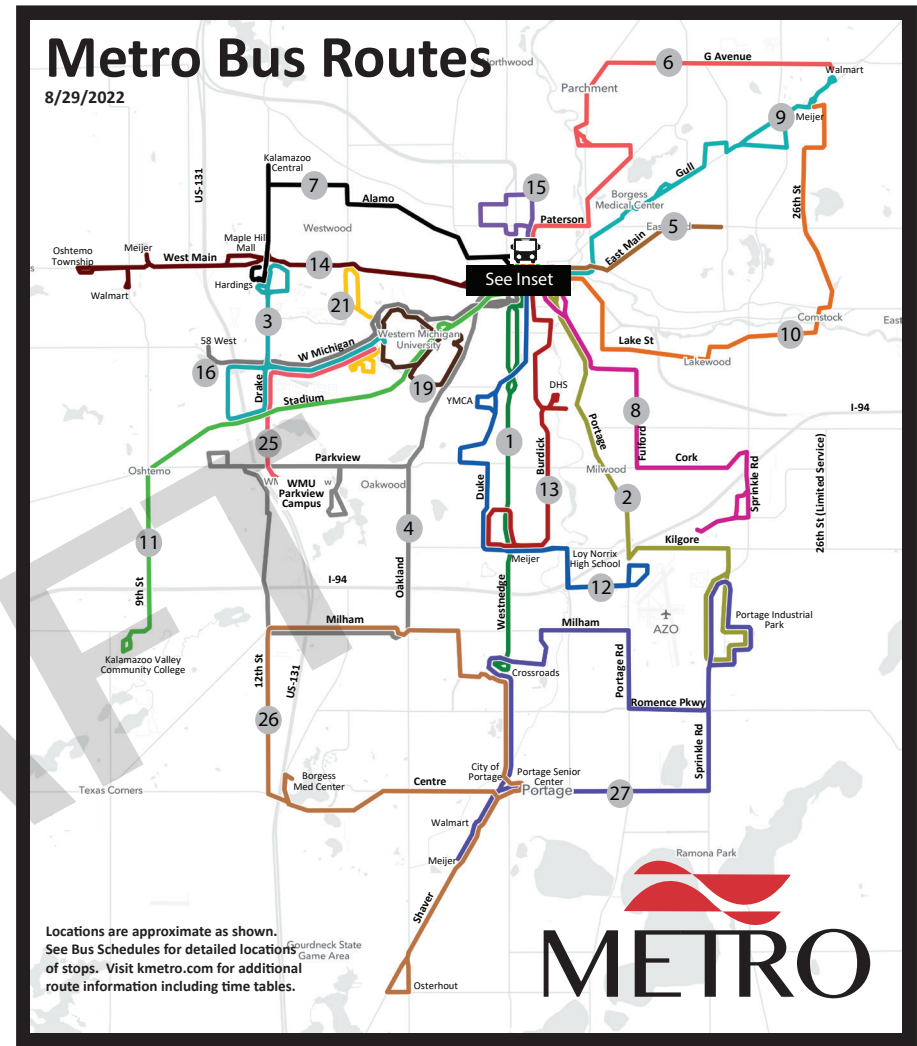 Metro Bus Routes
8/29/2022
Northwood
6
G Avenue
Walmart
Parchment
9
Meijer
Kalamazoo
Central
US-131
7
Alamo
15
Gull
Borgess
Medical Center
26th St
Paterson
5
East Main
Westwood
Maple Hill
Mall
Meijer
West Main
Oshtemo
Township
14
See Inset
Walmart
Hardings
21
3
Comstock
East
10
Lake St
Lakewood
Western Michigan
University
58 West
W Michigan
16
19
Drake
Stadium
YMCA
DHS
8
I-94
1
Portage
Fulford
25
Burdick
Parkview
Cork
Milwood
Sprinkle Rd
26th St (Limited Service)
Oshtemo
WMU
Parkview
Campus
Oakwood
Duke
13
2
4
11
Kilgore
Meijer
Loy Norrix
High School
12
9th St
I-94
Oakland
Westnedge
AZO
Portage Industrial
Park
Milham
Milham
Kalamazoo Valley
Community College
12th St
US-131
Crossroads
Portage Rd
Romence Pkwy
26
Sprinkle Rd
City of
Portage
Portage Senior
Center
Borgess
Med Center
Centre
Portage
27
Texas Corners
Walmart
Meijer
Ramona Park
Shaver
Locations are approximate as shown.
See Bus Schedules for detailed locations
of stops.  Visit kmetro.com for additional
route information including time tables.
Gourdneck State
Game Area
Osterhout
METRO